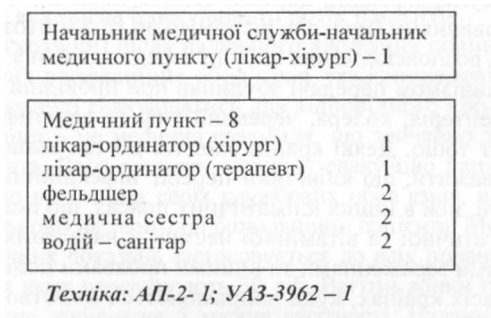 Начальник медичної служби-начальник
медичного пункту (лікар-хірург) – 1
Медичний пункт – 8
лікар-ординатор (хірург) 1
лікар-ординатор (терапевт) 1
фельдшер 2
медична сестра 2
водій – санітар 2
Техніка: АП-2- 1; УАЗ-3962 – 1